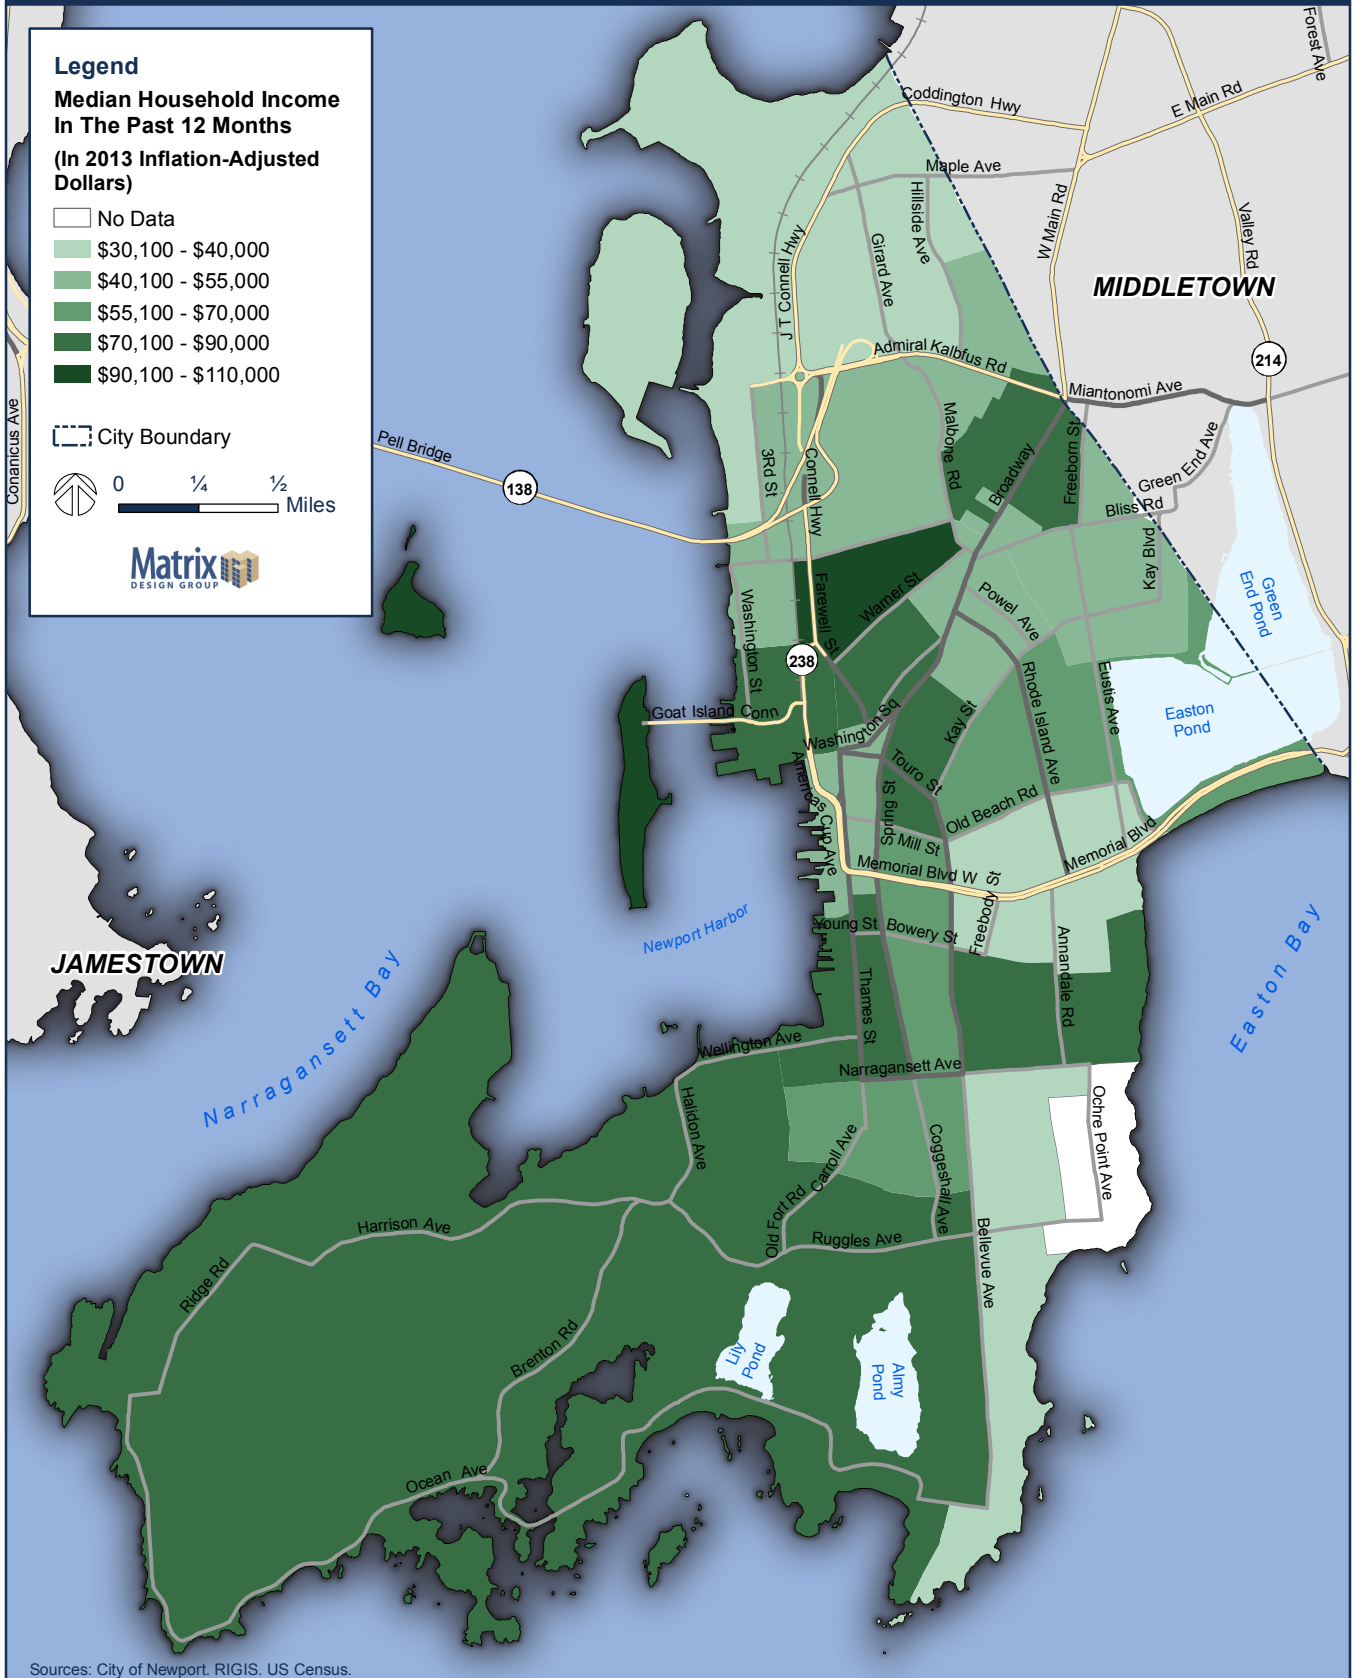 Legend
Median Household Income
In The Past 12 Months
(In 2013 Inflation-Adjusted
Dollars)
No Data
$30,100 - $40,000
$40,100 - $55,000
$55,100 - $70,000
$70,100 - $90,000
$90,100 - $110,000
City Boundary
0 ¼ ½
Miles
Matrix
DESIGN GROUP
Conanicus Ave
Pell Bridge
138
Forest Ave
Coddington Hwy
E Main Rd
Maple Ave
Hillside Ave
W Main Rd
Valley Rd
J T Connell Hwy
Girard Ave
MIDDLETOWN
Admiral Kalbfus Rd
214
Miantonomi Ave
Malbone Rd
Broadway
Freeborn St
Green End Ave
3Rd St
Connell Hwy
Bliss Rd
Kay Blvd
Green
End Pond
Farewell St
Warner St
Powel Ave
Washington St
238
Rhode Island Ave
Eustis Ave
Easton
Pond
Goat Island Conn
Washington Sq
Kay St
Touro St
Americas Cup Ave
Spring St
Old Beach Rd
Mill St
Memorial Blvd
Memorial Blvd W
Freebody St
Newport Harbor
Young St
Bowery St
Annandale Rd
JAMESTOWN
Narragansett Bay
Easton Bay
Thames St
Wellington Ave
Narragansett Ave
Halidon Ave
Ochre Point Ave
Carroll Ave
Coggeshall Ave
Old Fort Rd
Harrison Ave
Ruggles Ave
Bellevue Ave
Ridge Rd
Brenton Rd
Lily
Pond
Almy
Pond
Ocean Ave
Sources: City of Newport. RIGIS. US Census.